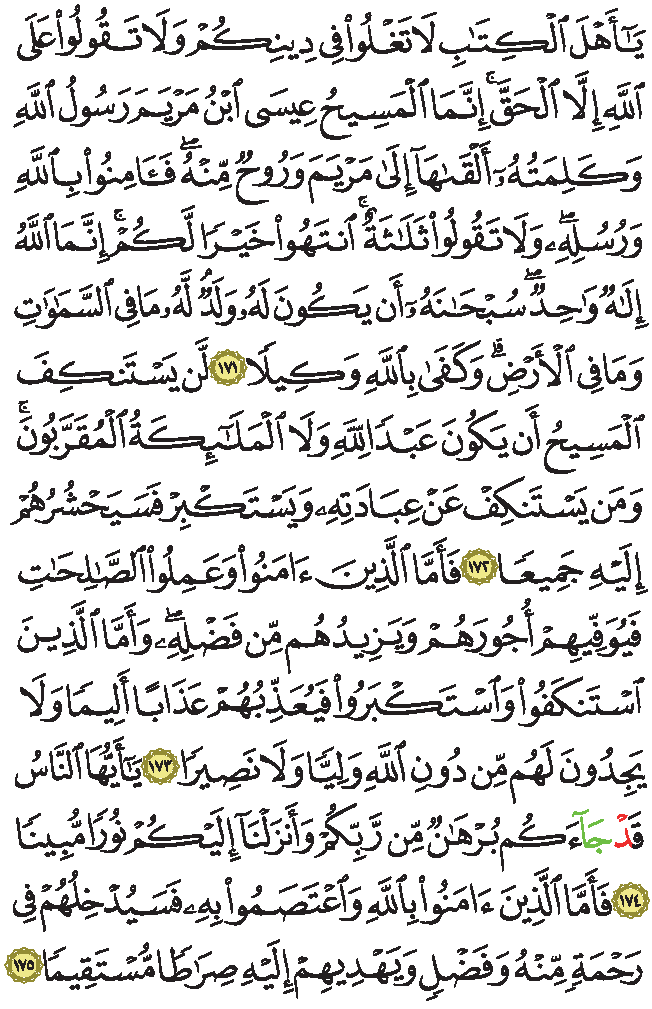 يَـٰٓأَهْلَ ٱلْكِتَـٰبِ لَا تَغْلُوا۟ فِى دِينِكُمْ وَلَا تَقُولُوا۟ عَلَى
ٱللَّهِ إِلَّا ٱلْحَقَّ ۚ إِنَّمَا ٱلْمَسِيحُ عِيسَى ٱبْنُ مَرْيَمَ رَسُولُ ٱللَّهِ
وَكَلِمَتُهُۥٓ أَلْقَىٰهَآ إِلَىٰ مَرْيَمَ وَرُوحٌ مِّنْهُ ۖ فَـَٔامِنُوا۟ بِٱللَّهِ
وَرُسُلِهِۦ ۖ وَلَا تَقُولُوا۟ ثَلَـٰثَةٌ ۚ ٱنتَهُوا۟ خَيْرًا لَّكُمْ ۚ إِنَّمَا ٱللَّهُ
إِلَـٰهٌ وَٰحِدٌ ۖ سُبْحَـٰنَهُۥٓ أَن يَكُونَ لَهُۥ وَلَدٌ ۘ لَّهُۥ مَا فِى ٱلسَّمَـٰوَٰتِ
وَمَا فِى ٱلْأَرْضِ ۗ وَكَفَىٰ بِٱللَّهِ وَكِيلًا ١٧١ لَّن يَسْتَنكِفَ
ٱلْمَسِيحُ أَن يَكُونَ عَبْدًا لِّلَّهِ وَلَا ٱلْمَلَـٰٓئِكَةُ ٱلْمُقَرَّبُونَ ۚ
وَمَن يَسْتَنكِفْ عَنْ عِبَادَتِهِۦ وَيَسْتَكْبِرْ فَسَيَحْشُرُهُمْ
إِلَيْهِ جَمِيعًا ١٧٢ فَأَمَّا ٱلَّذِينَ ءَامَنُوا۟ وَعَمِلُوا۟ ٱلصَّـٰلِحَـٰتِ
فَيُوَفِّيهِمْ أُجُورَهُمْ وَيَزِيدُهُم مِّن فَضْلِهِۦ ۖ وَأَمَّا ٱلَّذِينَ
ٱسْتَنكَفُوا۟ وَٱسْتَكْبَرُوا۟ فَيُعَذِّبُهُمْ عَذَابًا أَلِيمًا وَلَا
يَجِدُونَ لَهُم مِّن دُونِ ٱللَّهِ وَلِيًّا وَلَا نَصِيرًا ١٧٣ يَـٰٓأَيُّهَا ٱلنَّاسُ
قَدْ جَآءَكُم بُرْهَـٰنٌ مِّن رَّبِّكُمْ وَأَنزَلْنَآ إِلَيْكُمْ نُورًا مُّبِينًا
١٧٤ فَأَمَّا ٱلَّذِينَ ءَامَنُوا۟ بِٱللَّهِ وَٱعْتَصَمُوا۟ بِهِۦ فَسَيُدْخِلُهُمْ فِى
رَحْمَةٍ مِّنْهُ وَفَضْلٍ وَيَهْدِيهِمْ إِلَيْهِ صِرَٰطًا مُّسْتَقِيمًا ١٧٥